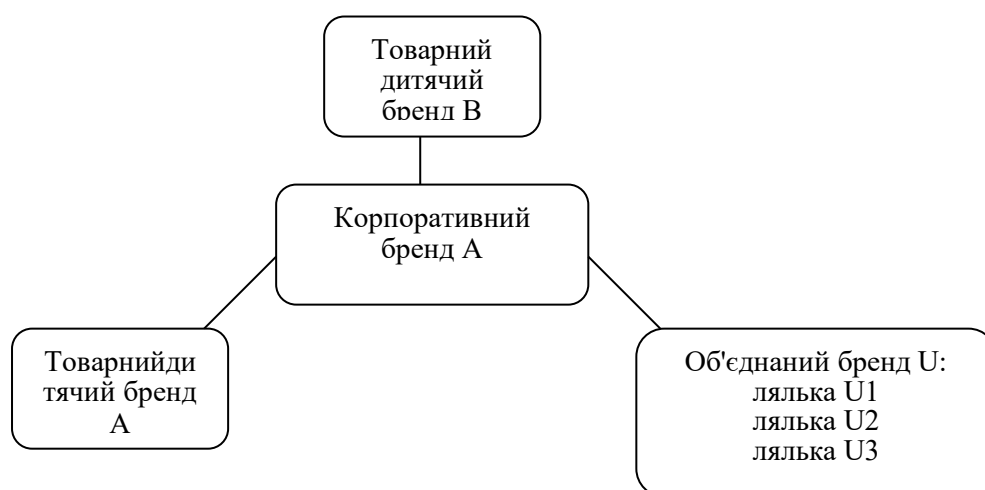 Товарний
дитячий
бренд В
Корпоративний
бренд А
Товарнийди
тячий бренд
А
Об'єднаний бренд U:
лялька U1
лялька U2
лялька U3